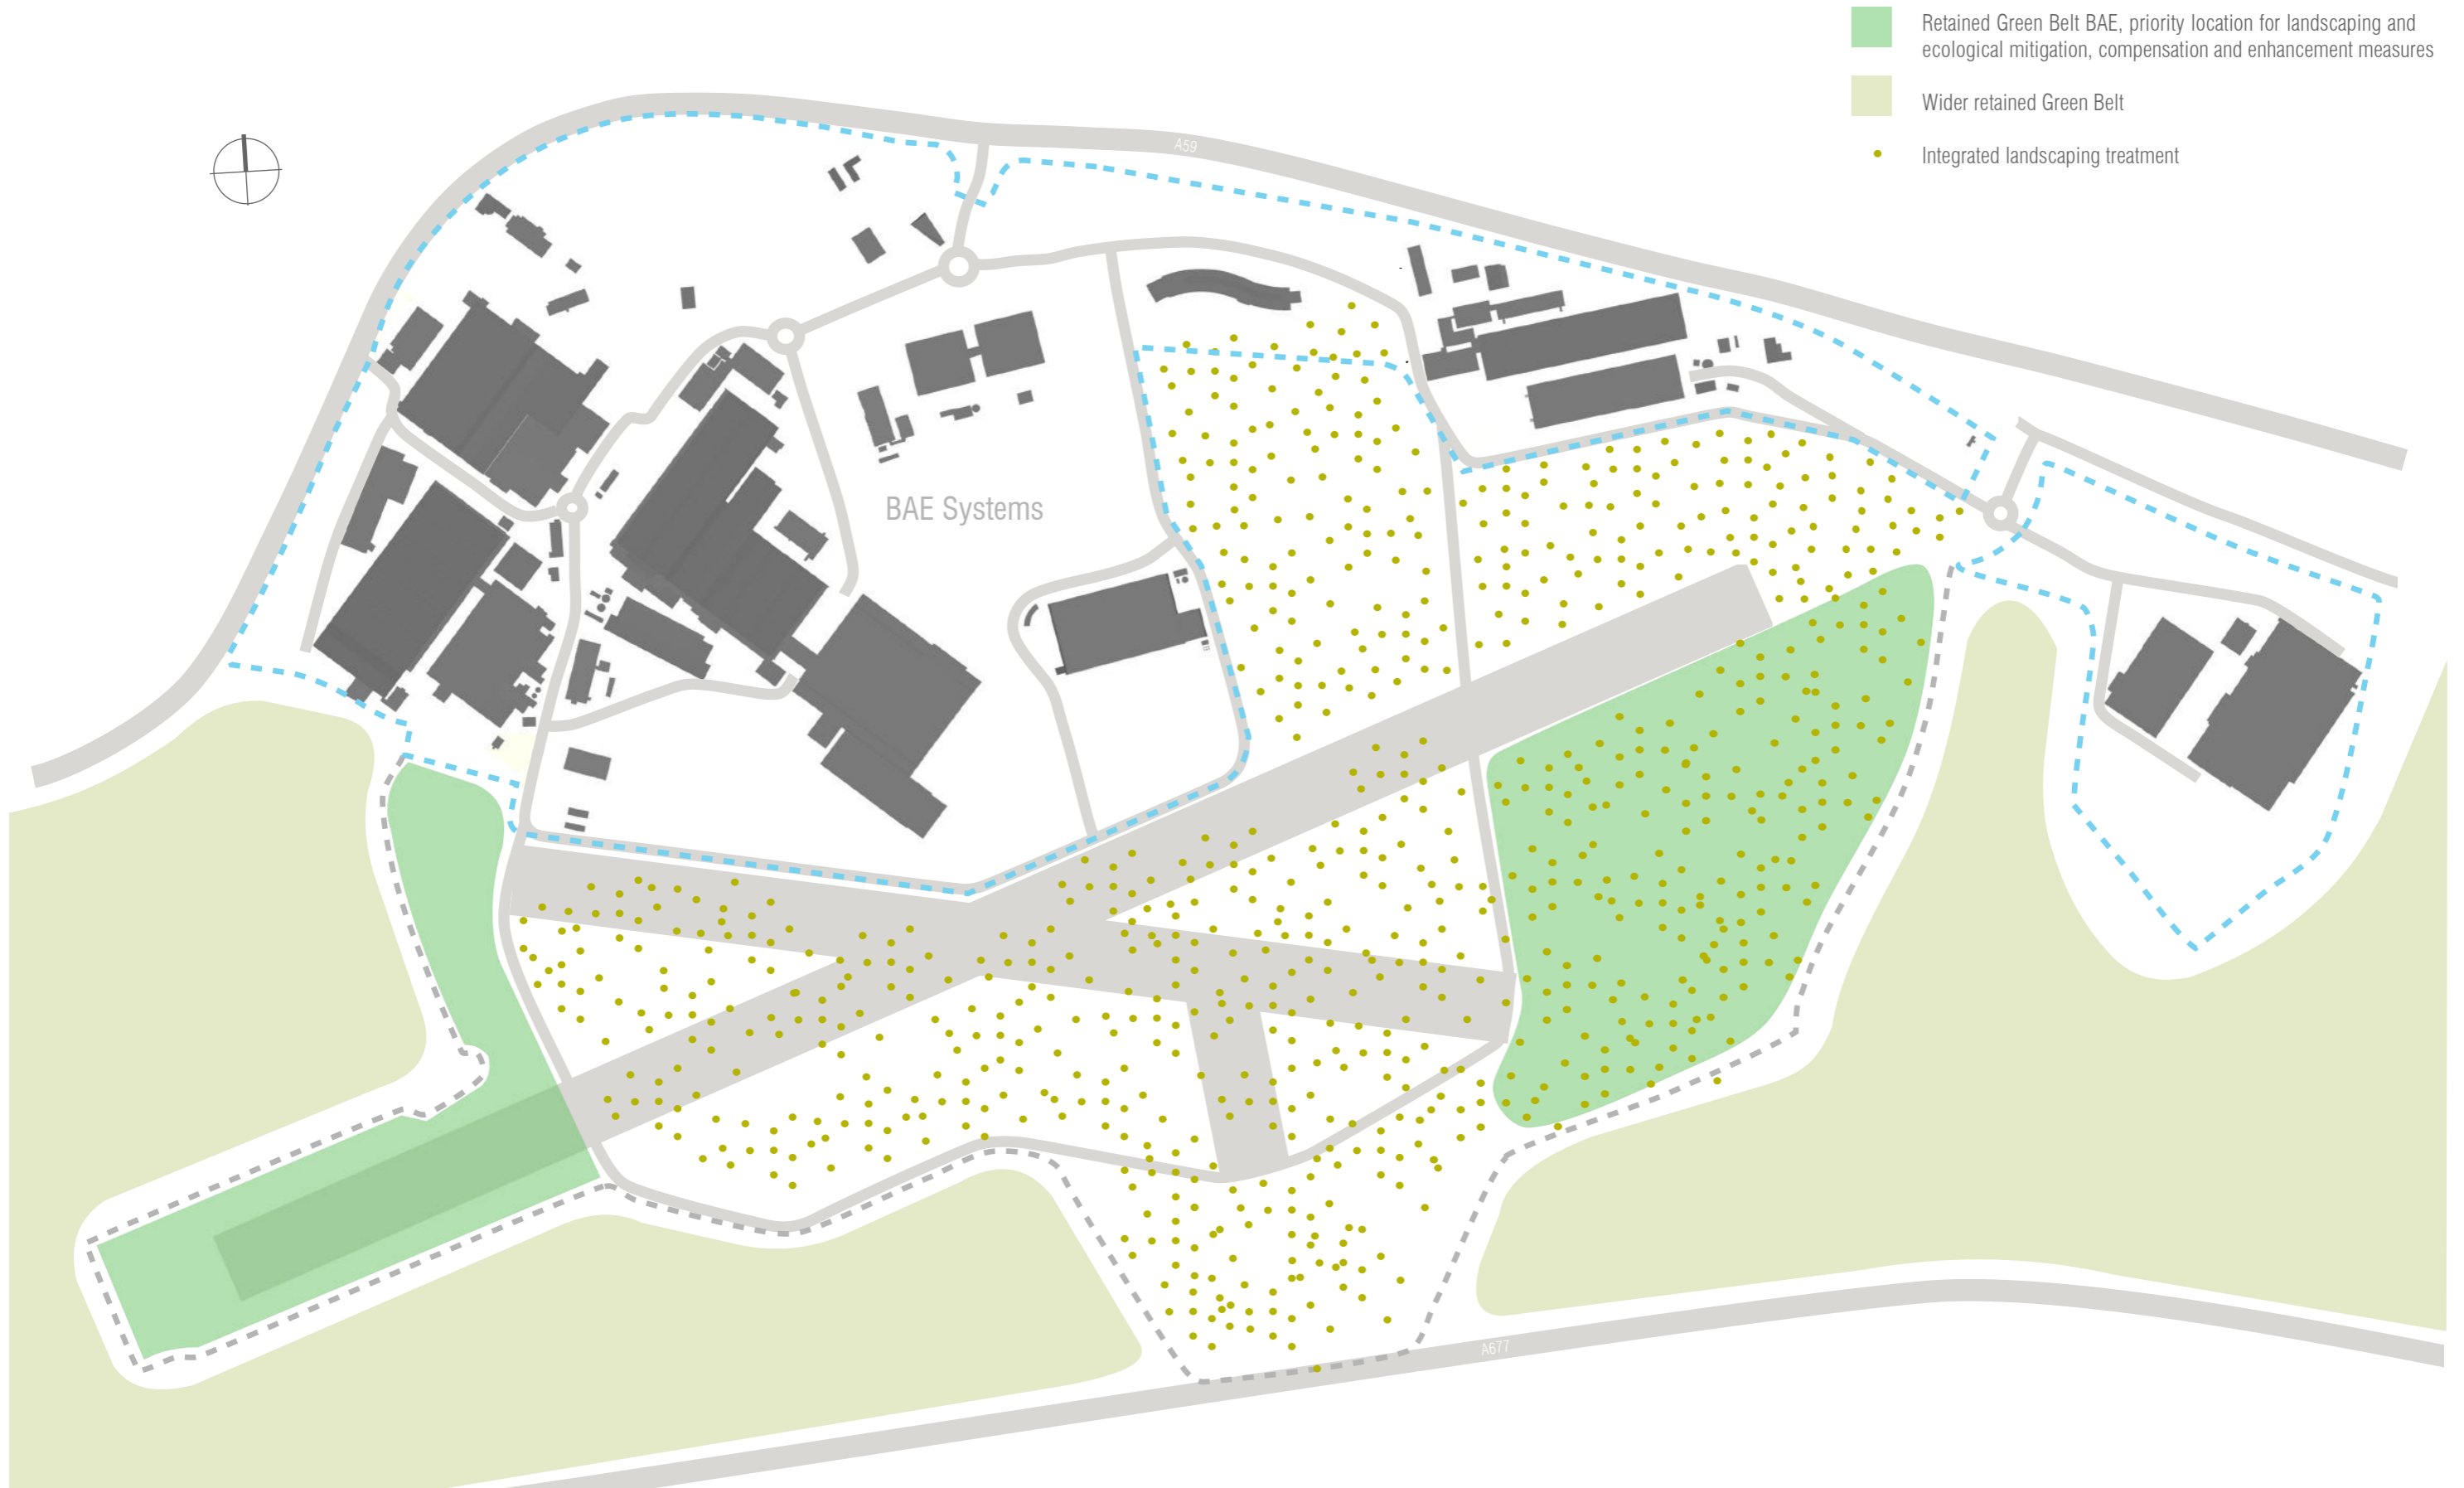 Retained Green Belt BAE, priority location for landscaping and
ecological mitigation, compensation and enhancement measures
Wider retained Green Belt
A59
Integrated landscaping treatment
BAE Systems
A677